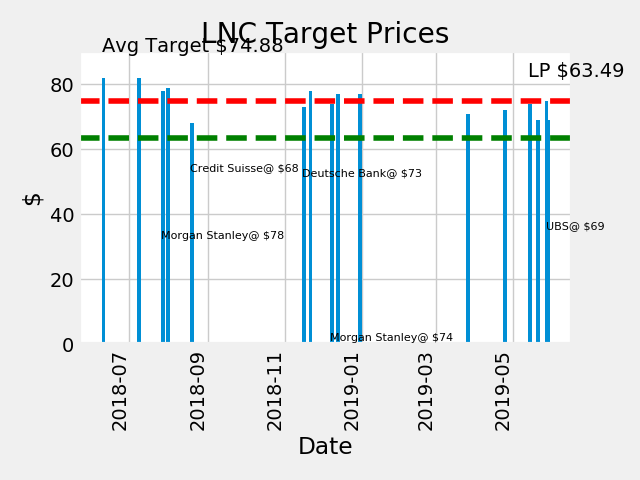 LNC Target Prices
Avg Target $74.88
LP $63.49
80
60
40
20
0
$
Credit Suisse@ $68
Deutsche Bank@ $73
Morgan Stanley@ $78
UBS@ $69
Morgan Stanley@ $74
2018-07
2018-09
2018-11
2019-01
2019-03
2019-05
Date